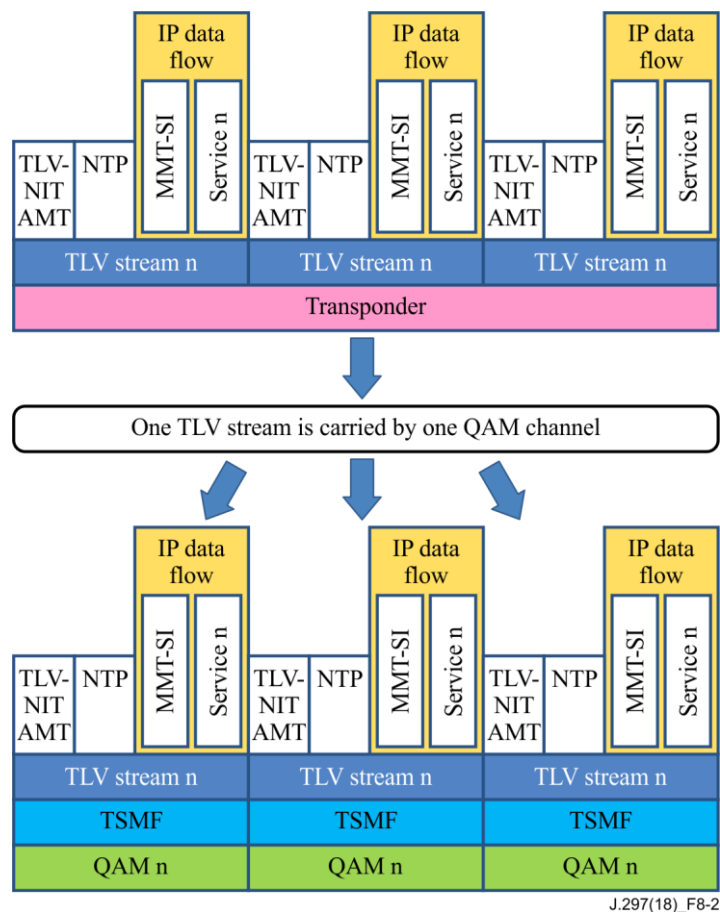 IP data
flow
IP data
flow
IP data
flow
TLV-
NIT
AMT
NTP
MMT-SI
Service n
TLV-
NIT
AMT
NTP
MMT-SI
Service n
TLV-
NIT
AMT
NTP
MMT-SI
Service n
TLV stream n
TLV stream n
TLV stream n
Transponder
One TLV stream is carried by one QAM channel
IP data
flow
IP data
flow
IP data
flow
TLV-
NIT
AMT
NTP
MMT-SI
Service n
TLV-
NIT
AMT
NTP
MMT-SI
Service n
TLV-
NIT
AMT
NTP
MMT-SI
Service n
TLV stream n
TLV stream n
TLV stream n
TSMF
TSMF
TSMF
QAM n
QAM n
QAM n
J.297(18)_F8-2